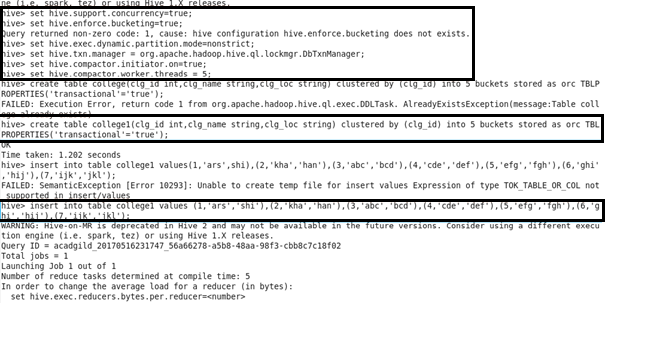 ne (i.e. spark, tez) or using Hive 1.X releases.
hive> set hive.support.concurrency=true;
hive> set hive.enforce.bucketing=true;
Query returned non-zero code: 1, cause: hive configuration hive.enforce.bucketing does not exists.
hive> set hive.exec.dynamic.partition.mode=nonstrict;
hive> set hive.txn.manager = org.apache.hadoop.hive.ql.lockmgr.DbTxnManager;
hive> set hive.compactor.initiator.on=true;
hive> set hive.compactor.worker.threads = 5;
hive> create table college(clg_id int,clg_name string,clg_loc string) clustered by (clg_id) into 5 buckets stored as orc TBLP
ROPERTIES('transactional'='true');
FAILED: Execution Error, return code 1 from org.apache.hadoop.hive.ql.exec.DDLTask. AlreadyExistsException(message:Table coll
ege already exists)
hive> create table college1(clg_id int,clg_name string,clg_loc string) clustered by (clg_id) into 5 buckets stored as orc TBL
PROPERTIES('transactional'='true');
OK
Time taken: 1.202 seconds
hive> insert into table college1 values(1,'ars',shi),(2,'kha','han'),(3,'abc','bcd'),(4,'cde','def'),(5,'efg','fgh'),(6,'ghi'
,'hij'),(7,'ijk','jkl');
FAILED: SemanticException [Error 10293]: Unable to create temp file for insert values Expression of type TOK_TABLE_OR_COL not
supported in insert/values
hive> insert into table college1 values (1,'ars','shi'),(2,'kha','han'),(3,'abc','bcd'),(4,'cde','def'),(5,'efg','fgh'),(6,'g
hi','hij'),(7,'ijk','jkl');
WARNING: Hive-on-MR is deprecated in Hive 2 and may not be available in the future versions. Consider using a different execu
tion engine (i.e. spark, tez) or using Hive 1.X releases.
Query ID = acadgild_20170516231747_56a66278-a5b8-48aa-98f3-cbb8c7c18f02
Total jobs = 1
Launching Job 1 out of 1
Number of reduce tasks determined at compile time: 5
In order to change the average load for a reducer (in bytes):
set hive.exec.reducers.bytes.per.reducer=<number>